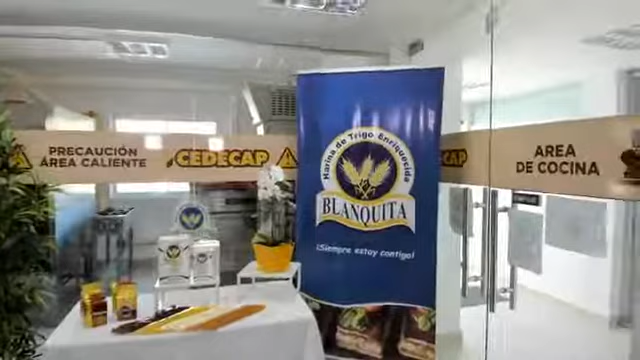 PRECAUCIÓN
ÁREA CALIENTE
CEDECAP
Harina de Trigo Enriquecida
BLANQUITA
¡Siempre estoy contigo!
CAP
AREA
DE COCINA